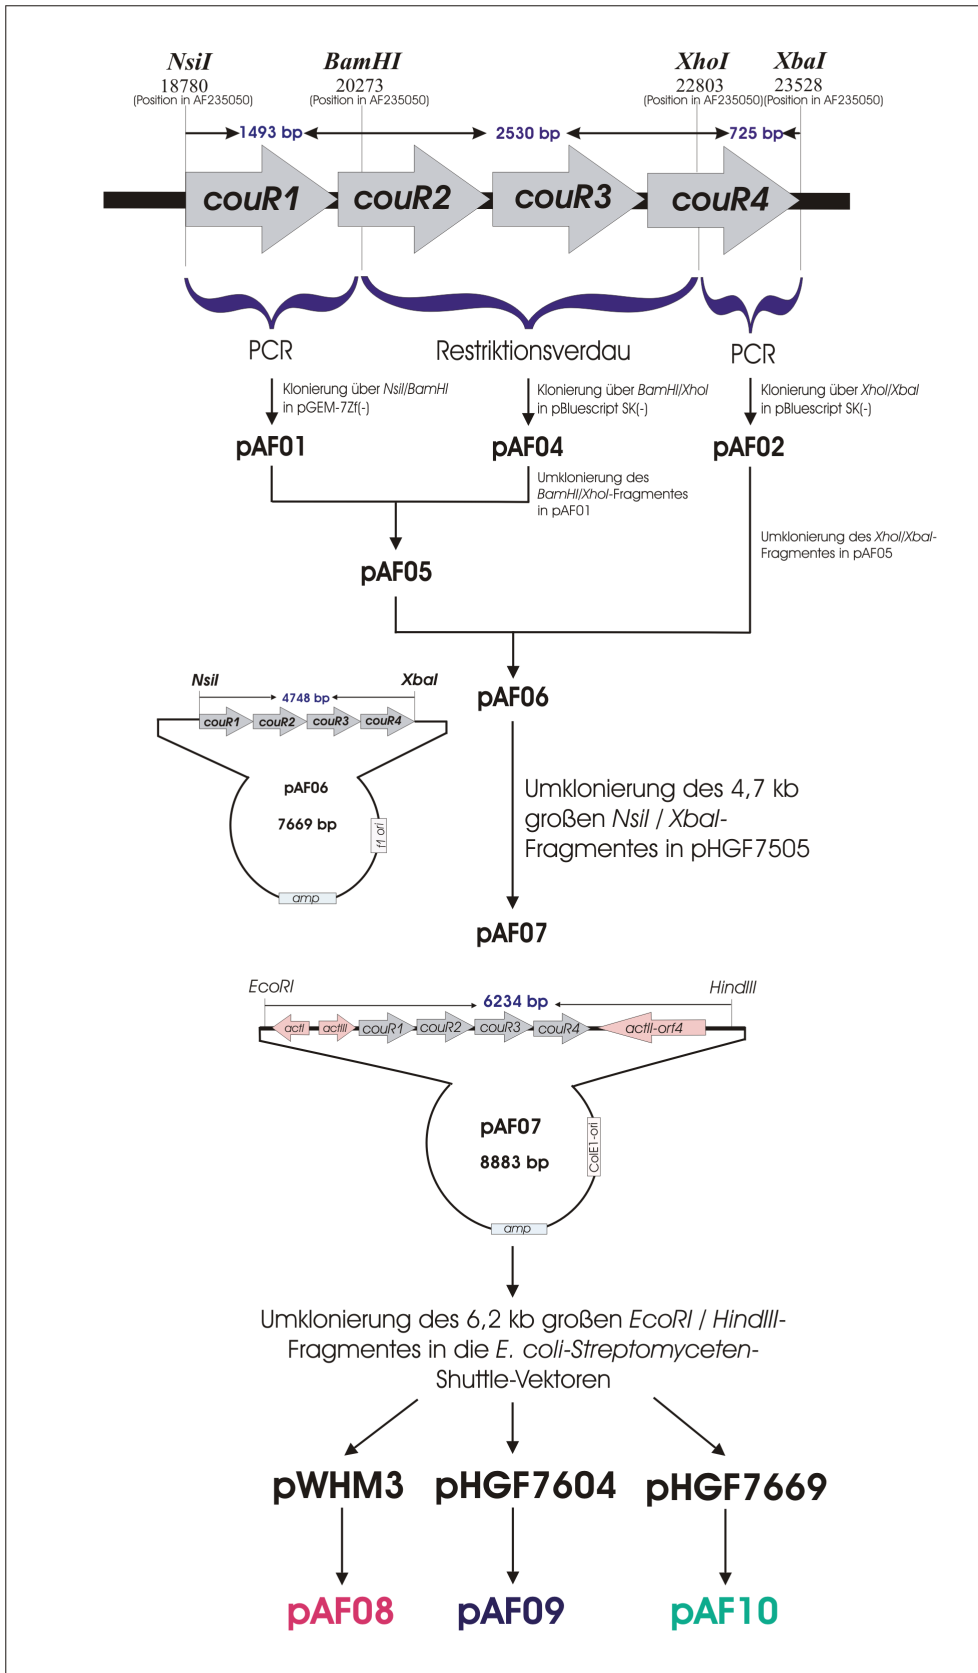 NsiI BamHI XhoI XbaI
18780 20273 22803 23528
(Position in AF235050) (Position in AF235050) (Position in AF235050) (Position in AF235050)
1493 bp 2530 bp 725 bp
couR1 couR2 couR3 couR4
PCR Restriktionsverdau PCR
Klonierung über NsiI/BamHI
in pGEM-7Zf(-)
Klonierung über BamHI/XhoI
in pBluescript SK(-)
Klonierung über XhoI/XbaI
in pBluescript SK(-)
pAF01 pAF04 pAF02
Umklonierung des
BamHI/XhoI-Fragmentes
in pAF01
Umklonierung des XhoI/XbaI-
Fragmentes in pAF05
pAF05
pAF06
NsiI XbaI
4748 bp
couR1 couR2 couR3 couR4
pAF06
7669 bp
f1 ori
amp
Umklonierung des 4,7 kb
großen NsiI / XbaI-
Fragmentes in pHGF7505
pAF07
EcoRI HindIII
6234 bp
actI actIII couR1 couR2 couR3 couR4 actII-orf4
pAF07
8883 bp
ColE1-ori
amp
Umklonierung des 6,2 kb großen EcoRI / HindIII-
Fragmentes in die E. coli-Streptomyceten-
Shuttle-Vektoren
pWHM3 pHGF7604 pHGF7669
pAF08 pAF09 pAF10